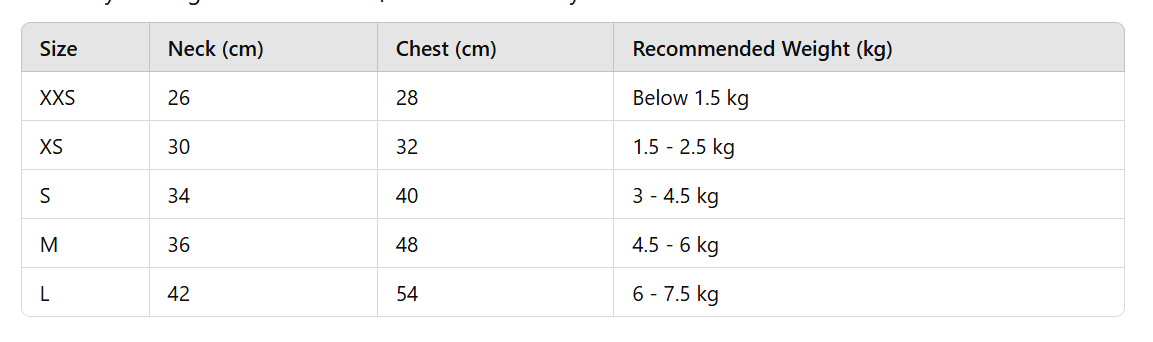 Size Neck (cm) Chest (cm) Recommended Weight (kg)
XXS 26 28 Below 1.5 kg
XS 30 32 1.5 - 2.5 kg
S 34 40 3 - 4.5 kg
M 36 48 4.5 - 6 kg
L 42 54 6 - 7.5 kg